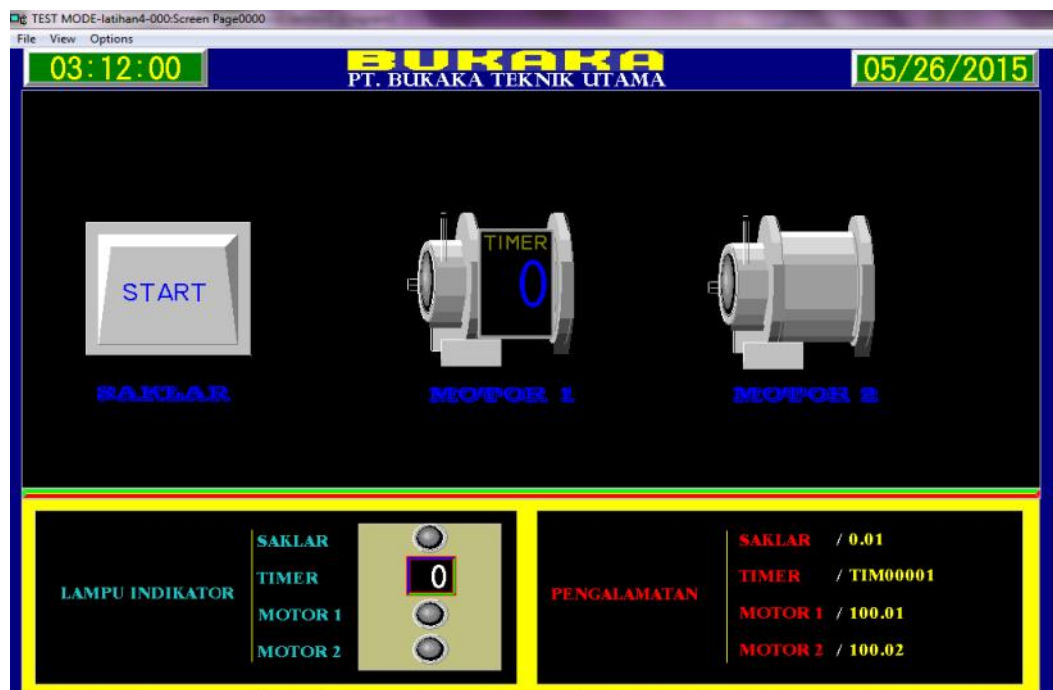 TEST MODE-latihan4-000:Screen Page0000
File View Options
03:12:00
BUKAKA
PT. BUKAKA TEKNIK UTAMA
05/26/2015
START
TIMER
0
SAKLAR
MOTOR 1
MOTOR 2
LAMPU INDIKATOR
SAKLAR
TIMER
0
MOTOR 1
MOTOR 2
PENGALAMATAN
SAKLAR / 0.01
TIMER / TIM00001
MOTOR 1 / 100.01
MOTOR 2 / 100.02